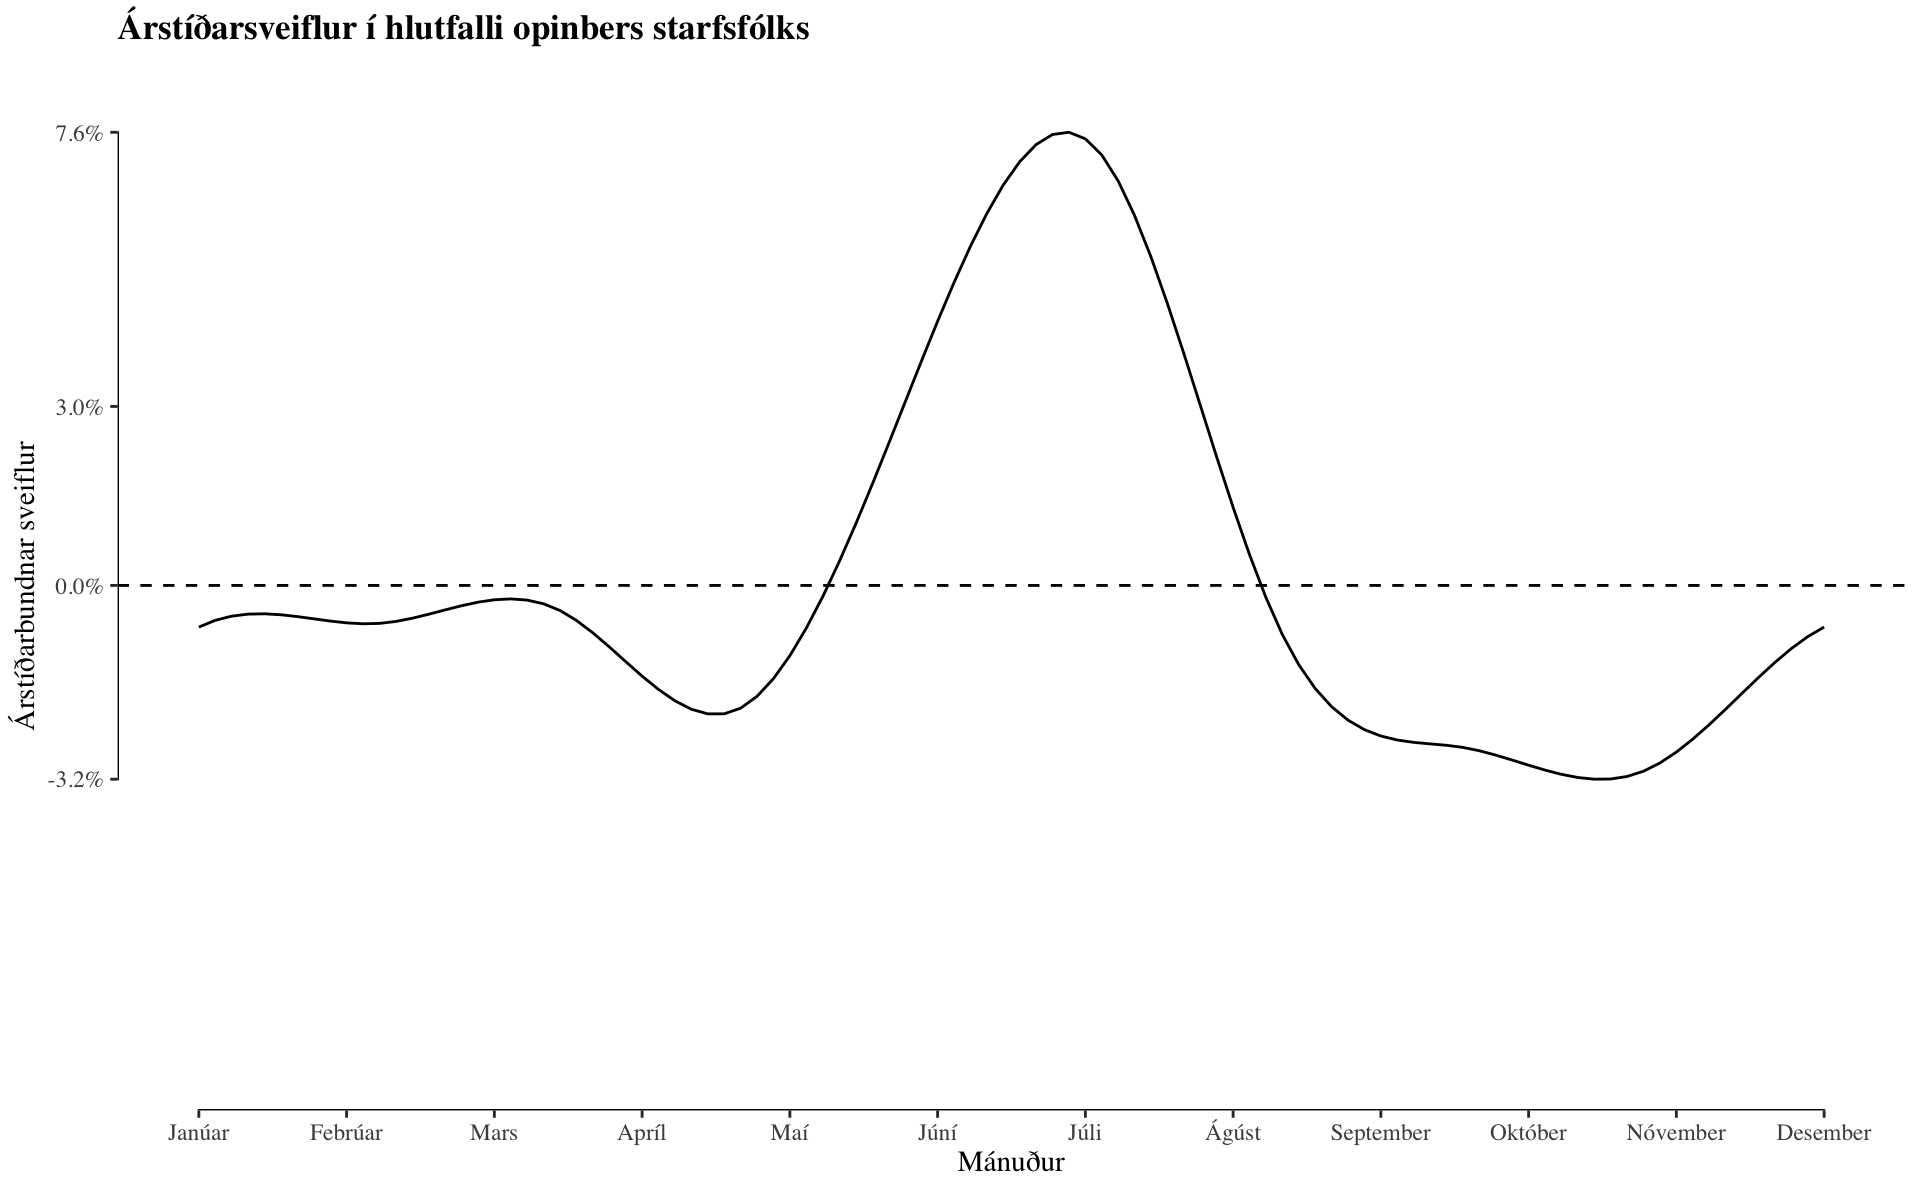 Árstíðarsveiflur í hlutfalli opinbers starfsfólks
7.6%
3.0%
0.0%
-3.2%
Árstíðarbundnar sveiflur
Janúar Febrúar Mars Apríl Maí Júní Júli Ágúst September Október Nóvember Desember
Mánuður